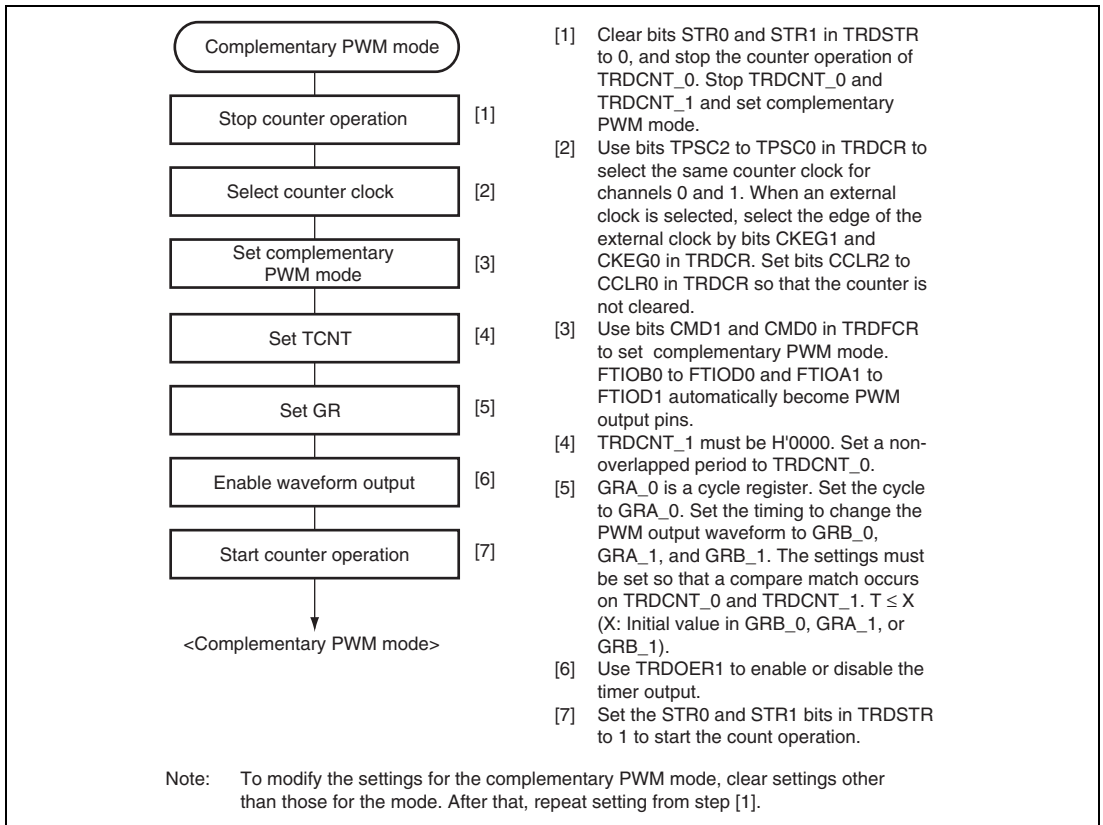 Complementary PWM mode
Stop counter operation
[1]
Select counter clock
[2]
Set complementary
PWM mode
[3]
Set TCNT
[4]
Set GR
[5]
Enable waveform output
[6]
Start counter operation
[7]
<Complementary PWM mode>
[1] Clear bits STR0 and STR1 in TRDSTR
to 0, and stop the counter operation of
TRDCNT_0. Stop TRDCNT_0 and
TRDCNT_1 and set complementary
PWM mode.
[2] Use bits TPSC2 to TPSC0 in TRDCR to
select the same counter clock for
channels 0 and 1. When an external
clock is selected, select the edge of the
external clock by bits CKEG1 and
CKEG0 in TRDCR. Set bits CCLR2 to
CCLR0 in TRDCR so that the counter is
not cleared.
[3] Use bits CMD1 and CMD0 in TRDFCR
to set complementary PWM mode.
FTIOB0 to FTIOD0 and FTIOA1 to
FTIOD1 automatically become PWM
output pins.
[4] TRDCNT_1 must be H'0000. Set a non-
overlapped period to TRDCNT_0.
[5] GRA_0 is a cycle register. Set the cycle
to GRA_0. Set the timing to change the
PWM output waveform to GRB_0,
GRA_1, and GRB_1. The settings must
be set so that a compare match occurs
on TRDCNT_0 and TRDCNT_1. T ≤ X
(X: Initial value in GRB_0, GRA_1, or
GRB_1).
[6] Use TRDOER1 to enable or disable the
timer output.
[7] Set the STR0 and STR1 bits in TRDSTR
to 1 to start the count operation.
Note: To modify the settings for the complementary PWM mode, clear settings other
than those for the mode. After that, repeat setting from step [1].